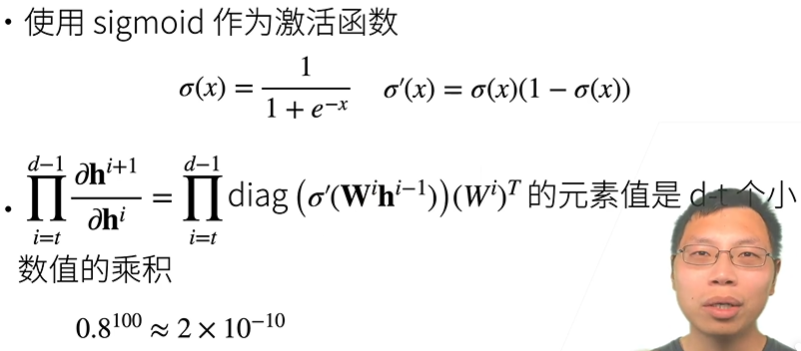 • 使用 sigmoid 作为激活函数
σ(x) = 1 / (1 + e^{−x})   σ′(x) = σ(x)(1 − σ(x))
• ∏_{i=t}^{d−1} ∂𝐡^{i+1} / ∂𝐡^{i} = ∏_{i=t}^{d−1} diag (σ′(𝐖^{i}𝐡^{i−1})) (W^{i})^{T} 的元素值是 d-t 个小
数值的乘积
0.8^{100} ≈ 2 × 10^{−10}